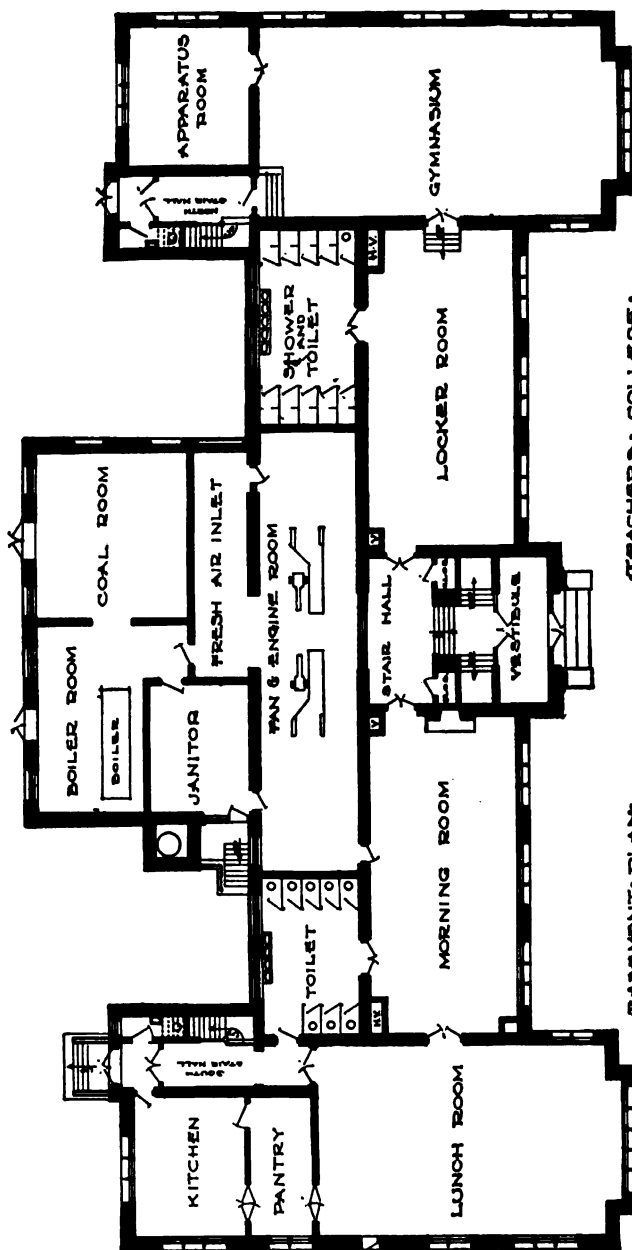 APPARATUS
ROOM
NORTH
STAIR HALL
GYMNASIUM
SHOWER
AND
TOILET
H.V.
LOCKER ROOM
COAL ROOM
FRESH AIR INLET
BOILER ROOM
BOILER
JANITOR
FAN & ENGINE ROOM
V
STAIR HALL
V
VESTIBULE
MORNING ROOM
TOILET
H.V.
SOUTH
STAIR HALL
KITCHEN
PANTRY
LUNCH ROOM
BASEMENT·PLAN·
TEACHERS·COLLEGE·